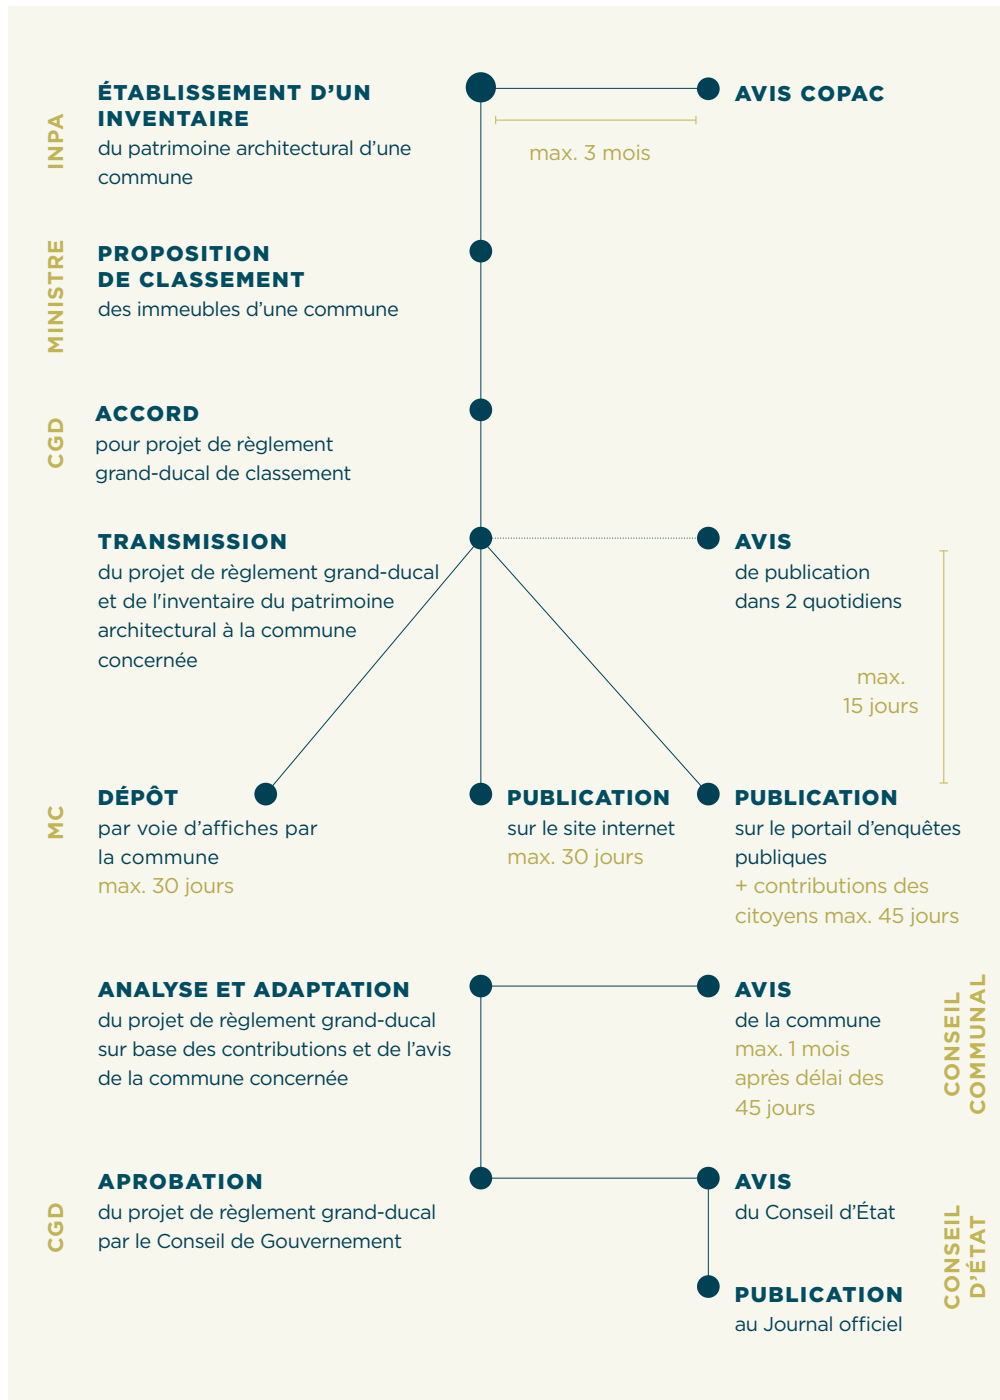 INPA
ÉTABLISSEMENT D’UN
INVENTAIRE
du patrimoine architectural d’une
commune
AVIS COPAC
max. 3 mois
MINISTRE
PROPOSITION
DE CLASSEMENT
des immeubles d’une commune
CGD
ACCORD
pour projet de règlement
grand-ducal de classement
TRANSMISSION
du projet de règlement grand-ducal
et de l'inventaire du patrimoine
architectural à la commune
concernée
AVIS
de publication
dans 2 quotidiens
max.
15 jours
MC
DÉPÔT
par voie d’affiches par
la commune
max. 30 jours
PUBLICATION
sur le site internet
max. 30 jours
PUBLICATION
sur le portail d’enquêtes
publiques
+ contributions des
citoyens max. 45 jours
ANALYSE ET ADAPTATION
du projet de règlement grand-ducal
sur base des contributions et de l’avis
de la commune concernée
AVIS
de la commune
max. 1 mois
après délai des
45 jours
CONSEIL
COMMUNAL
CGD
APROBATION
du projet de règlement grand-ducal
par le Conseil de Gouvernement
AVIS
du Conseil d’État
PUBLICATION
au Journal officiel
CONSEIL
D’ÉTAT